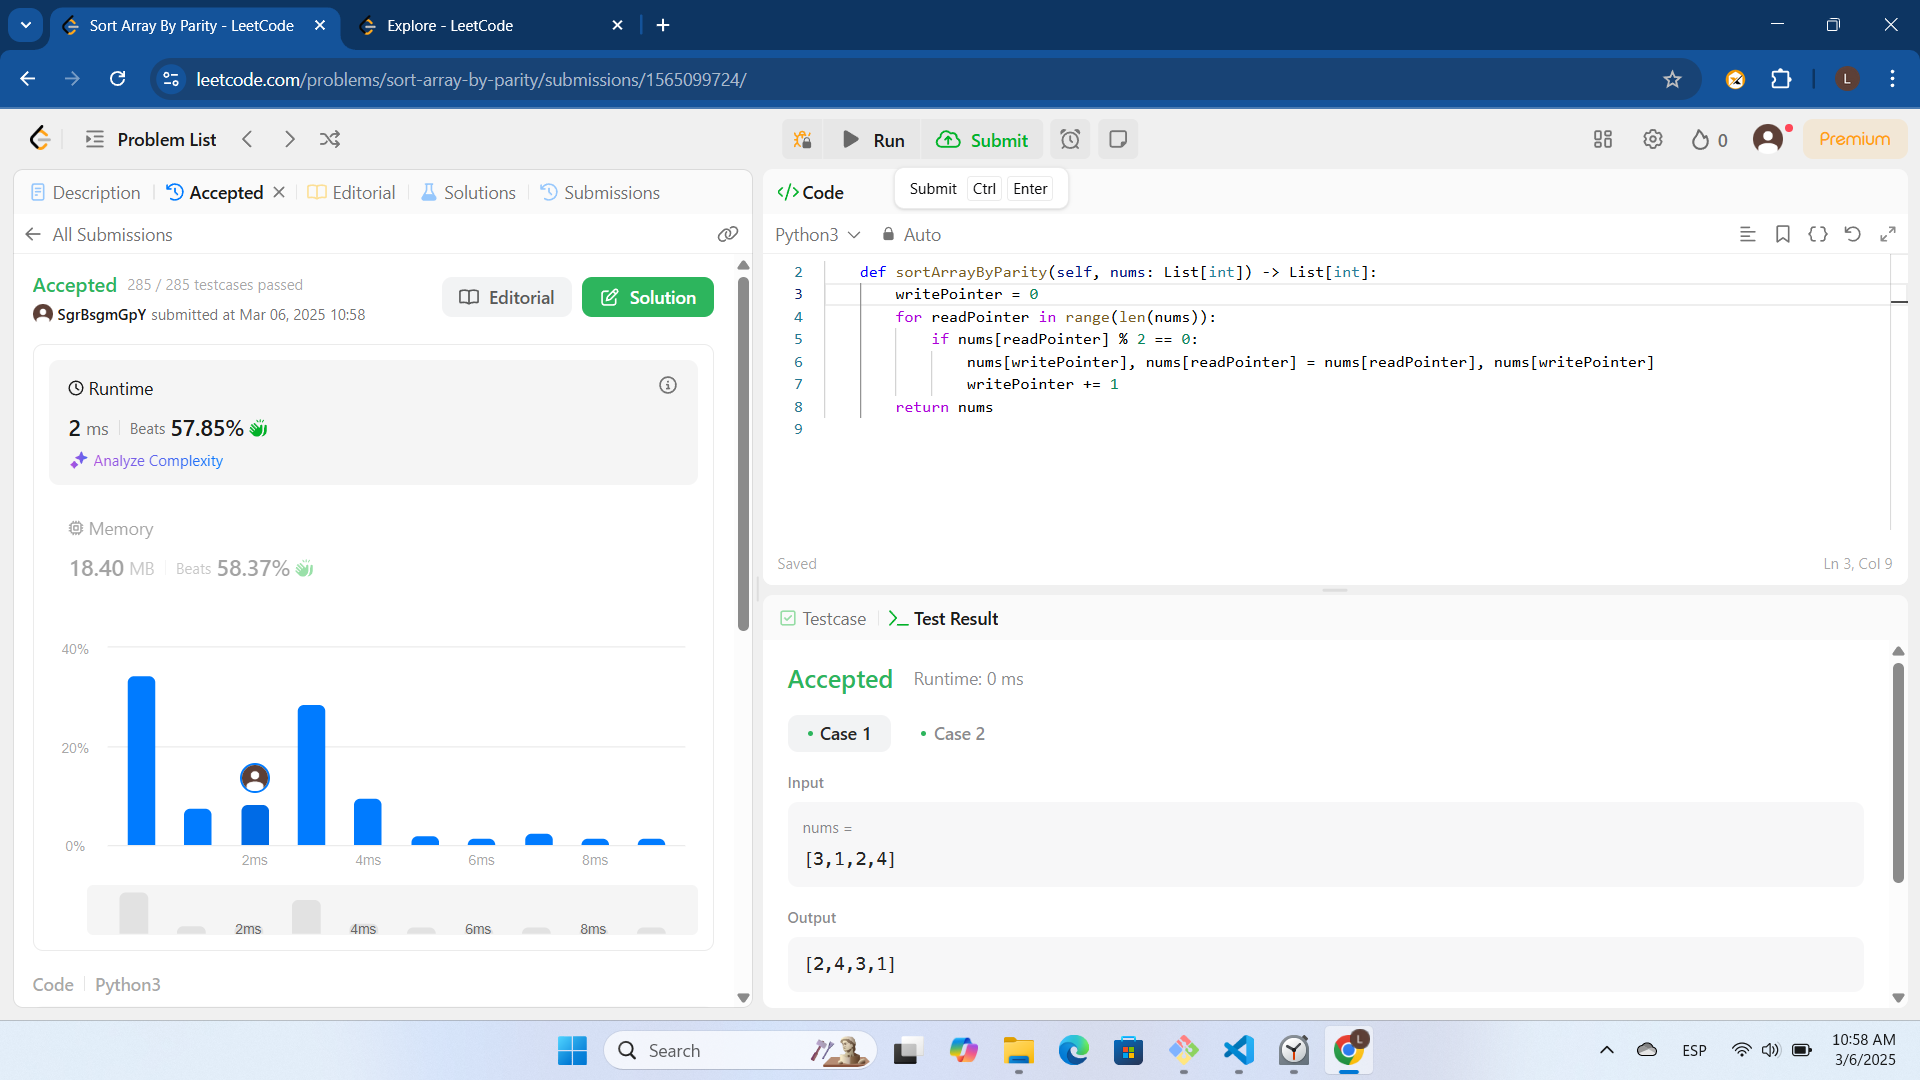 Sort Array By Parity - LeetCode
Explore - LeetCode
leetcode.com/problems/sort-array-by-parity/submissions/1565099724/
L
Problem List
Run
Submit
0
Premium
Description
Accepted
Editorial
Solutions
Submissions
All Submissions
Accepted 285 / 285 testcases passed
SgrBsgmGpY submitted at Mar 06, 2025 10:58
Editorial
Solution
Runtime
2 ms Beats 57.85%
Analyze Complexity
Memory
18.40 MB Beats 58.37%
40%
20%
0%
2ms 4ms 6ms 8ms
2ms 4ms 6ms 8ms
Code Python3
</> Code
Submit Ctrl Enter
Python3 Auto
2 def sortArrayByParity(self, nums: List[int]) -> List[int]:
3 writePointer = 0
4 for readPointer in range(len(nums)):
5 if nums[readPointer] % 2 == 0:
6 nums[writePointer], nums[readPointer] = nums[readPointer], nums[writePointer]
7 writePointer += 1
8 return nums
9
Saved
Ln 3, Col 9
Testcase
>_ Test Result
Accepted Runtime: 0 ms
• Case 1
• Case 2
Input
nums =
[3,1,2,4]
Output
[2,4,3,1]
Search
L
ESP
10:58 AM
3/6/2025